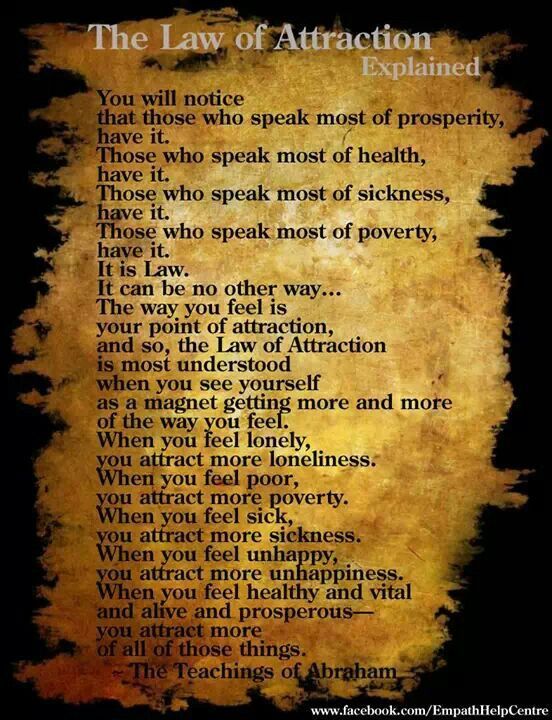 The Law of Attraction
Explained
You will notice
that those who speak most of prosperity,
have it.
Those who speak most of health,
have it.
Those who speak most of sickness,
have it.
Those who speak most of poverty,
have it.
It is Law.
It can be no other way...
The way you feel is
your point of attraction,
and so, the Law of Attraction
is most understood
when you see yourself
as a magnet getting more and more
of the way you feel.
When you feel lonely,
you attract more loneliness.
When you feel poor,
you attract more poverty.
When you feel sick,
you attract more sickness.
When you feel unhappy,
you attract more unhappiness.
When you feel healthy and vital
and alive and prosperous—
you attract more
of all of those things.
~ The Teachings of Abraham
www.facebook.com/EmpathHelpCentre